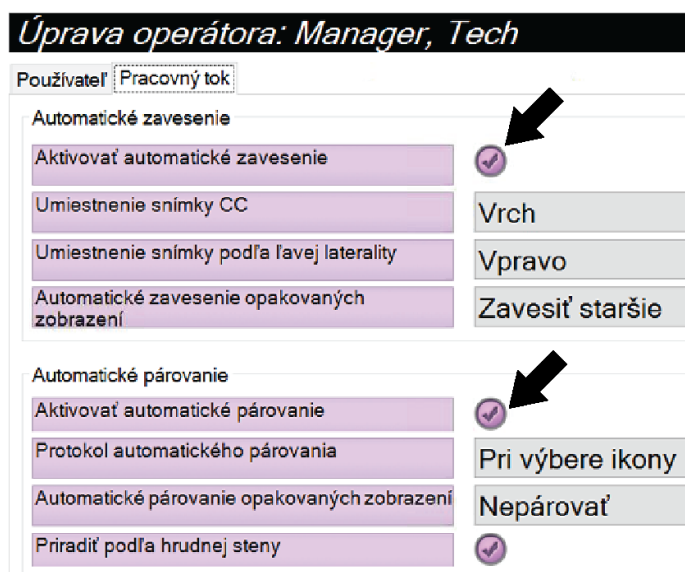 Úprava operátora: Manager, Tech
Používateľ Pracovný tok
Automatické zavesenie
Aktivovať automatické zavesenie
Umiestnenie snímky CC Vrch
Umiestnenie snímky podľa ľavej laterality Vpravo
Automatické zavesenie opakovaných
zobrazení Zavesiť staršie
Automatické párovanie
Aktivovať automatické párovanie
Protokol automatického párovania Pri výbere ikony
Automatické párovanie opakovaných zobrazení Nepárovať
Priradiť podľa hrudnej steny